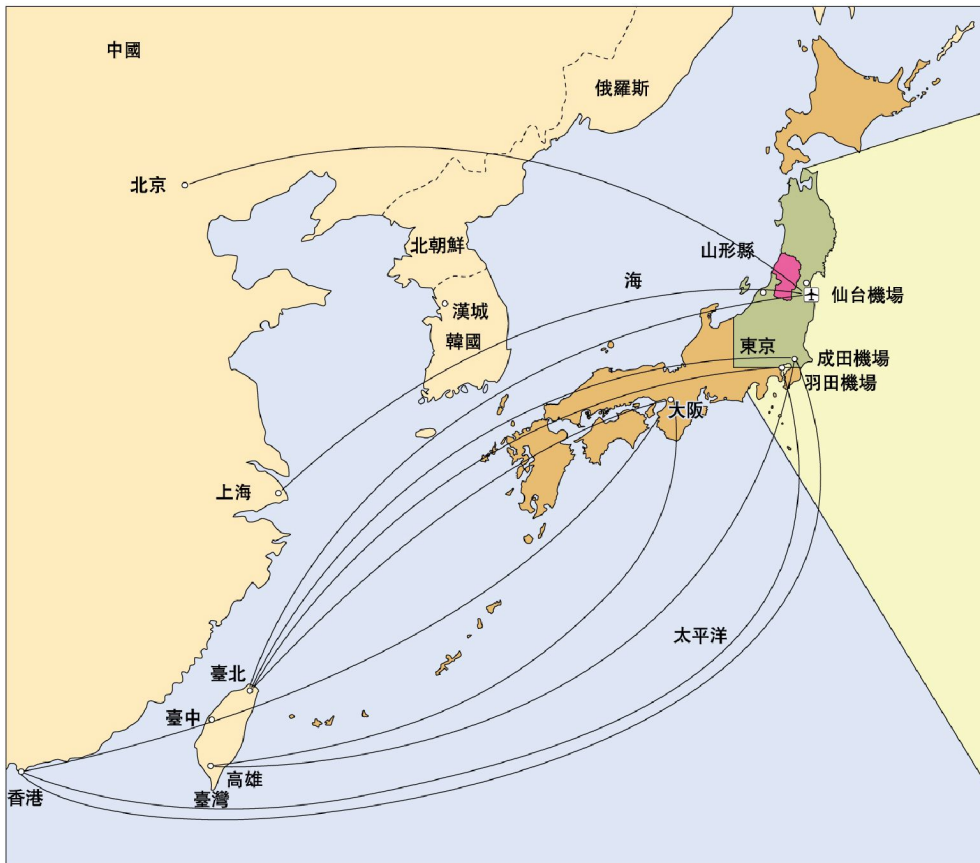 中國
俄羅斯
北京
北朝鮮
山形縣
海
仙台機場
漢城
韓國
東京
成田機場
羽田機場
大阪
上海
太平洋
臺北
臺中
高雄
香港
臺灣